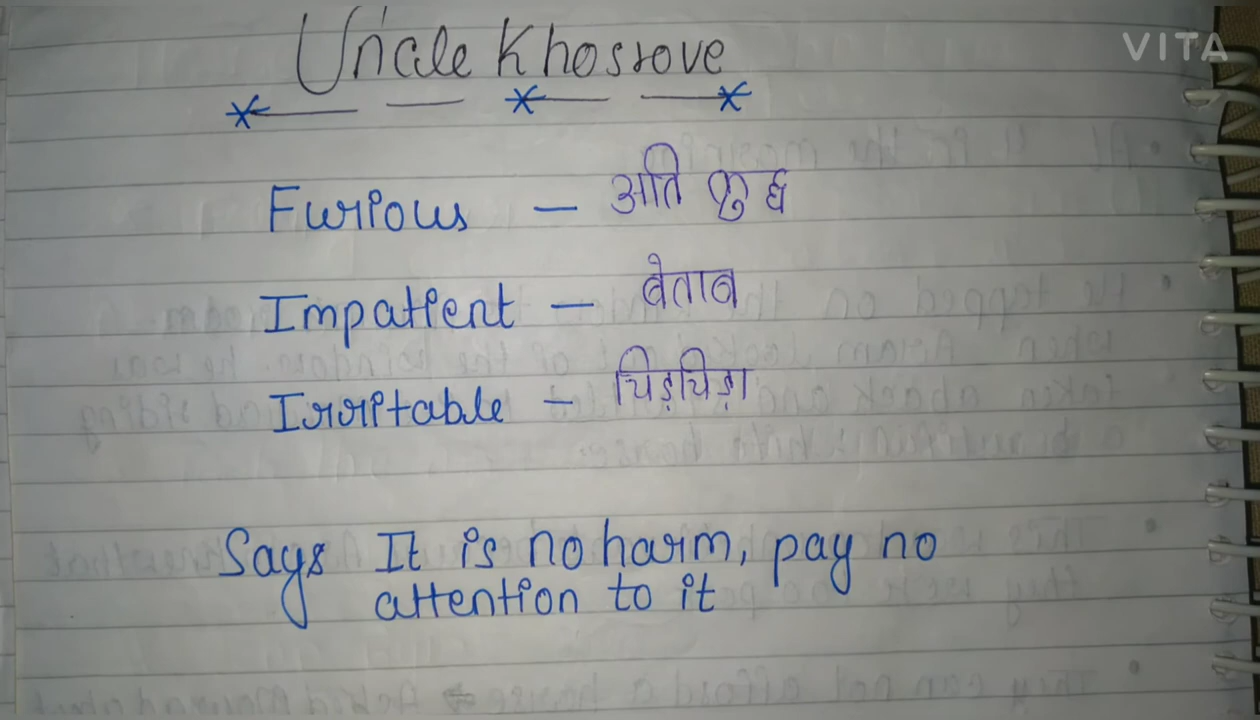 Uncle Khosrove
VITA
Furious — अति क्रुद्ध
Impatient — बेताब
Irritable — चिड़चिड़ा
Says It is no harm, pay no
attention to it